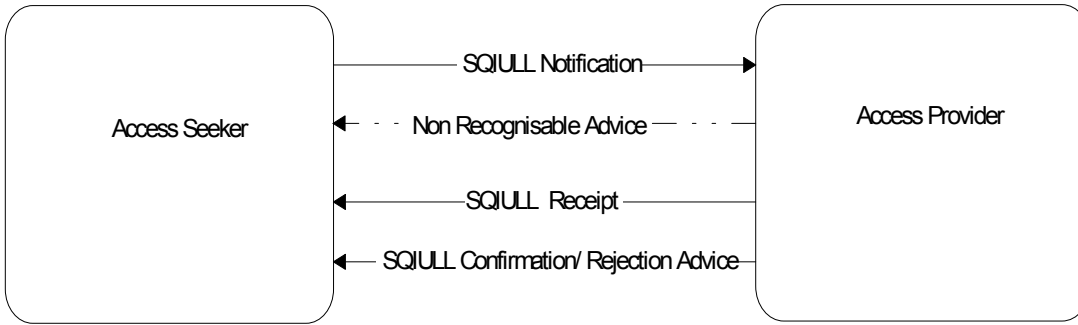 SQIULL Notification
Access Seeker
Non Recognisable Advice
Access Provider
SQIULL Receipt
SQIULL Confirmation/ Rejection Advice